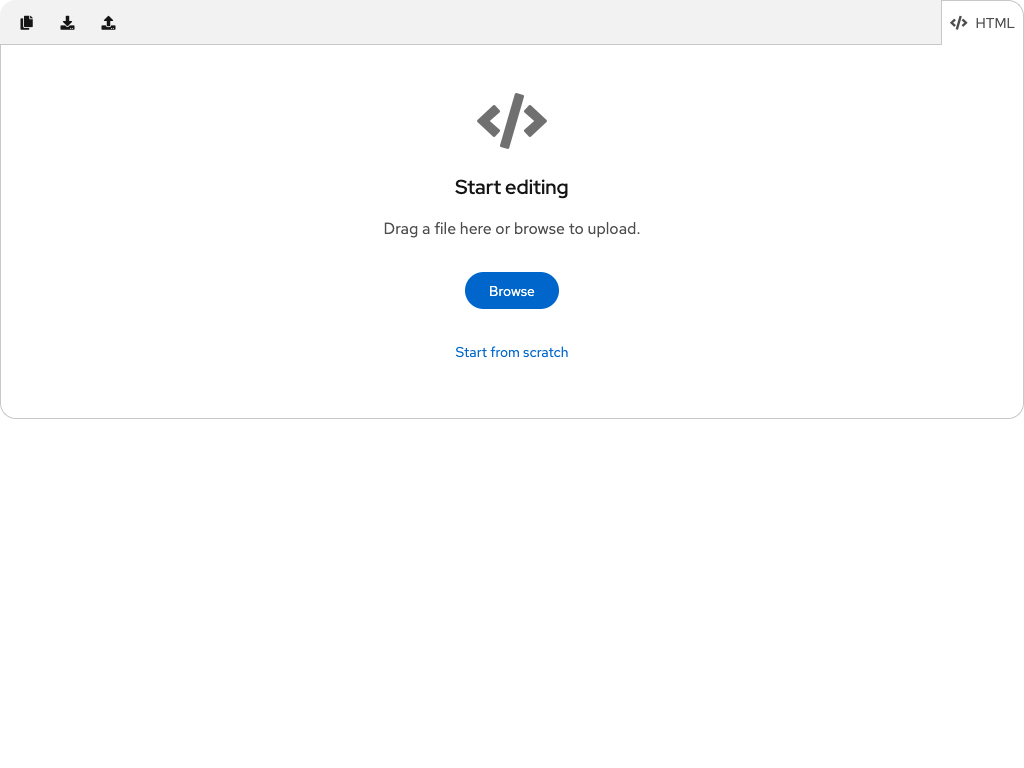 HTML
Start editing
Drag a file here or browse to upload.
Browse
Start from scratch